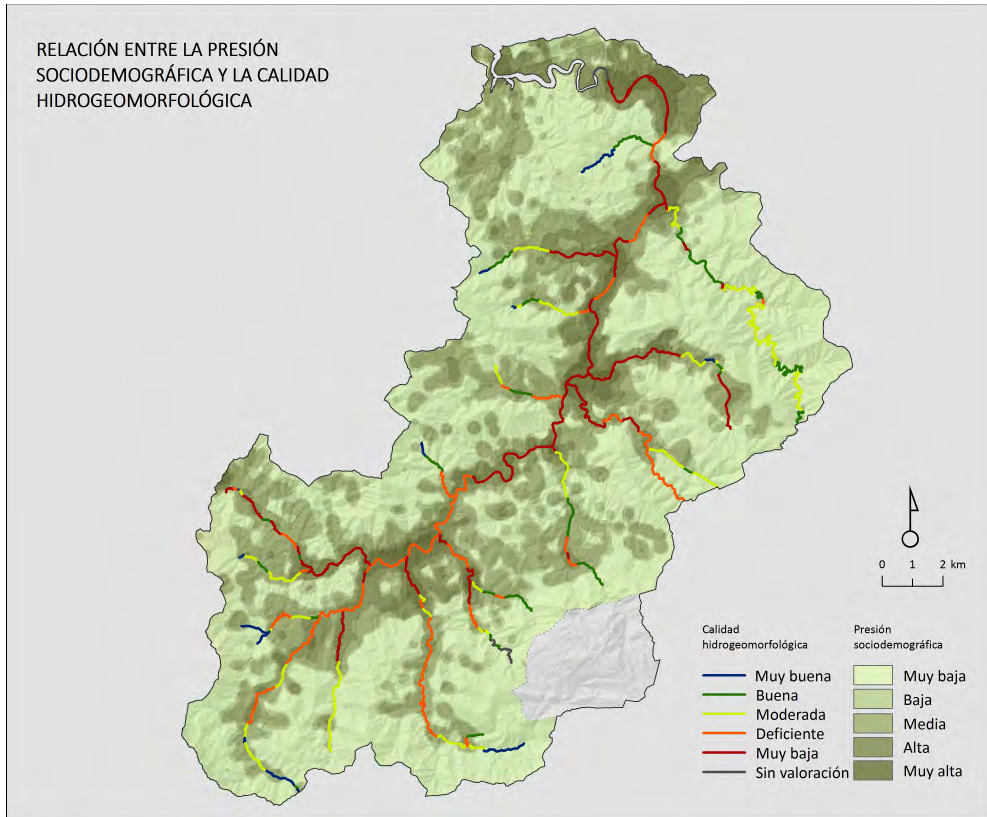 RELACIÓN ENTRE LA PRESIÓN
SOCIODEMOGRÁFICA Y LA CALIDAD
HIDROGEOMORFOLÓGICA
0 1 2 km
Calidad
hidrogeomorfológica
Muy buena
Buena
Moderada
Deficiente
Muy baja
Sin valoración
Presión
sociodemográfica
Muy baja
Baja
Media
Alta
Muy alta